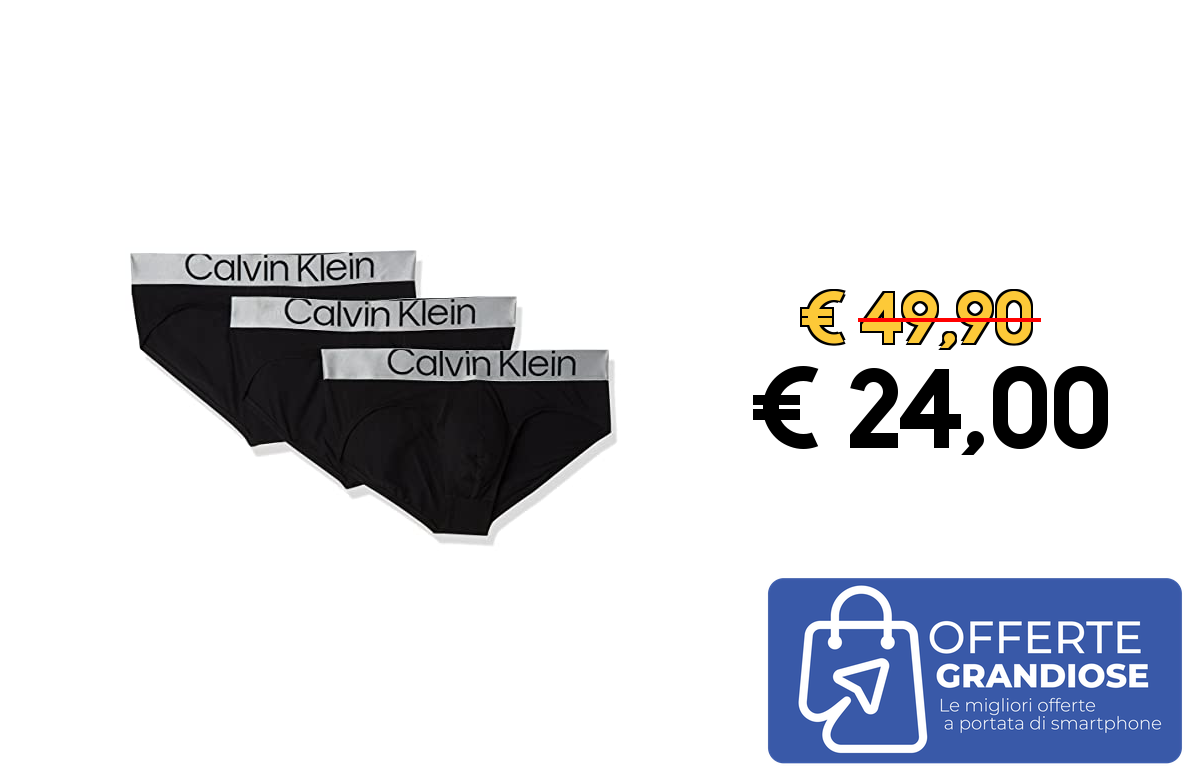 Calvin Klein
Calvin Klein
Calvin Klein
€ 49,90
€ 24,00
OFFERTE
GRANDIOSE
Le migliori offerte
a portata di smartphone